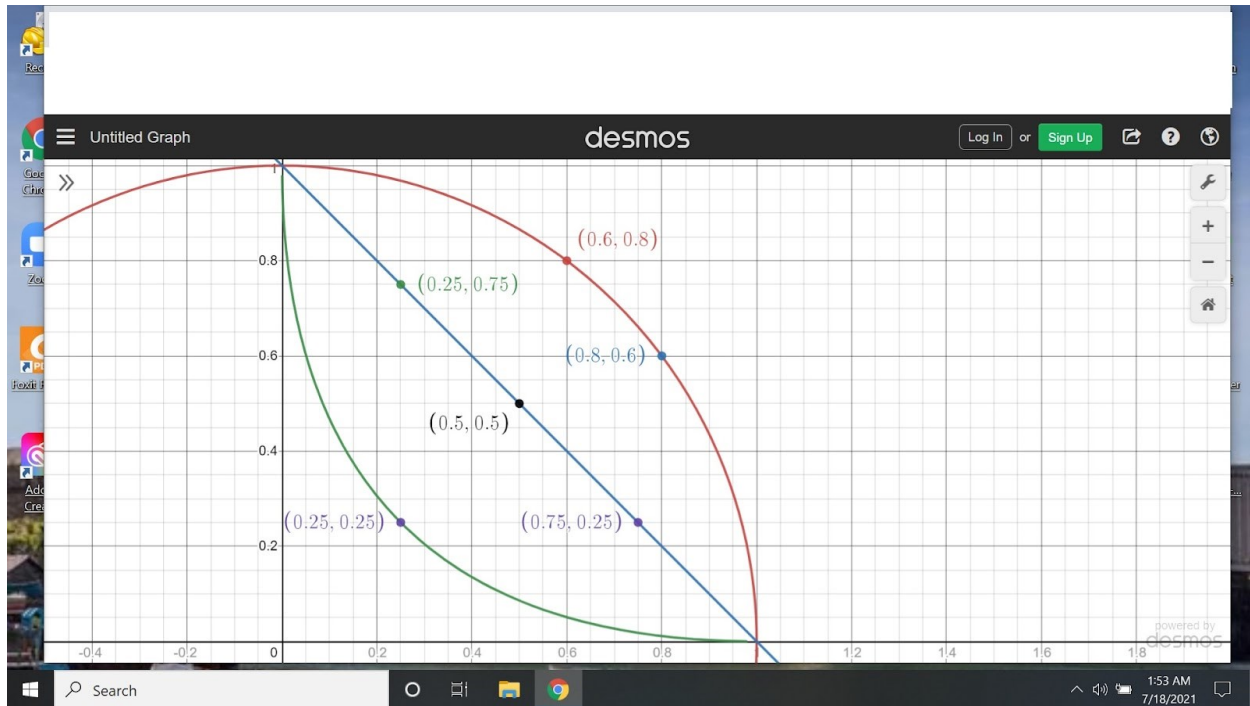 Untitled Graph
desmos
Log In or Sign Up
1
(0.6, 0.8)
0.8
(0.25, 0.75)
0.6
(0.8, 0.6)
(0.5, 0.5)
0.4
(0.25, 0.25)
(0.75, 0.25)
0.2
powered by
desmos
-0.4 -0.2 0 0.2 0.4 0.6 0.8 1 1.2 1.4 1.6 1.8
Search
1:53 AM
7/18/2021